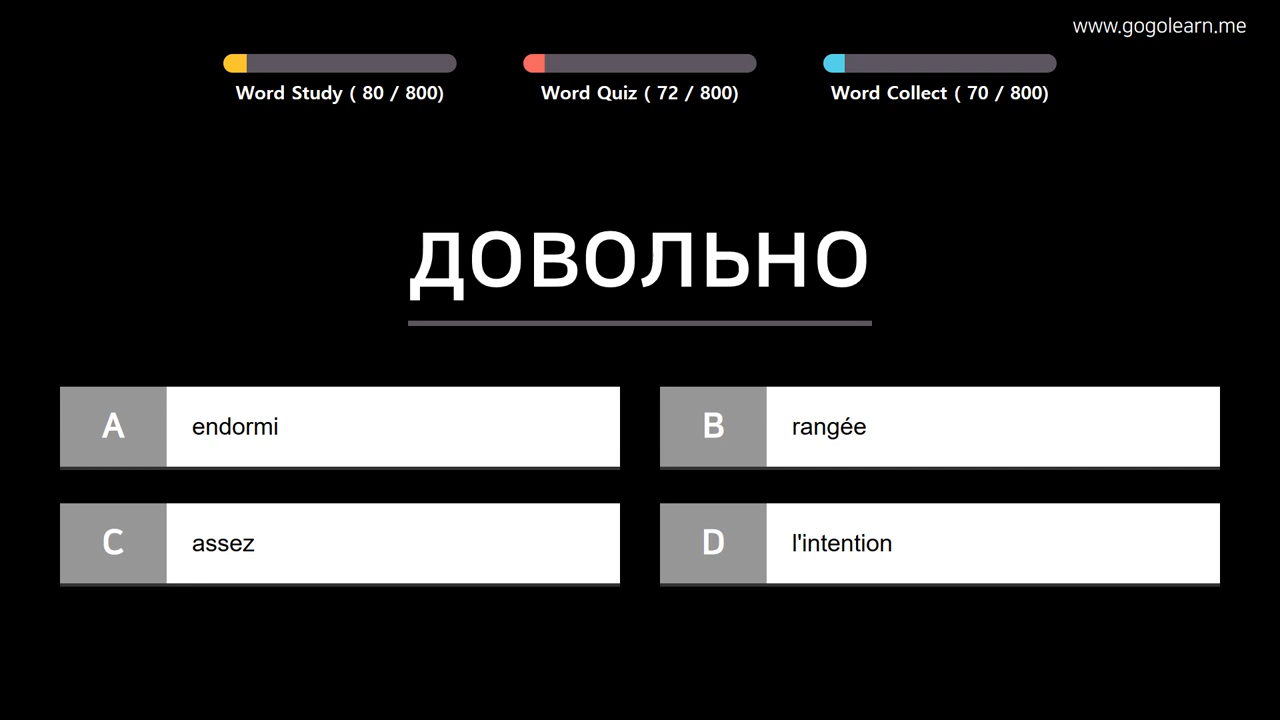 www.gogolearn.me
Word Study ( 80 / 800)
Word Quiz ( 72 / 800)
Word Collect ( 70 / 800)
довольно
A endormi
B rangée
C assez
D l'intention